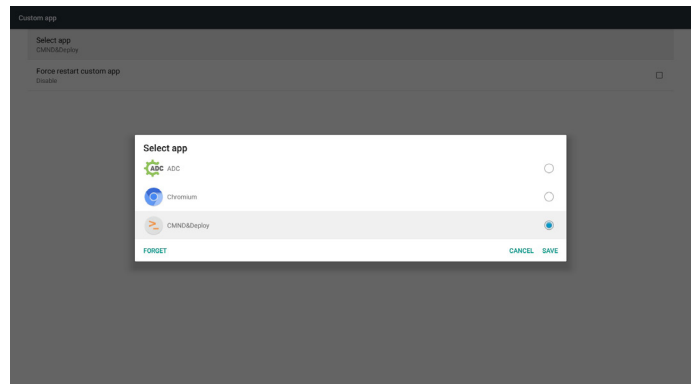 Custom app
Select app
CMND&Deploy
Force restart custom app
Disable
Select app
ADC ADC
Chromium
CMND&Deploy
FORGET CANCEL SAVE